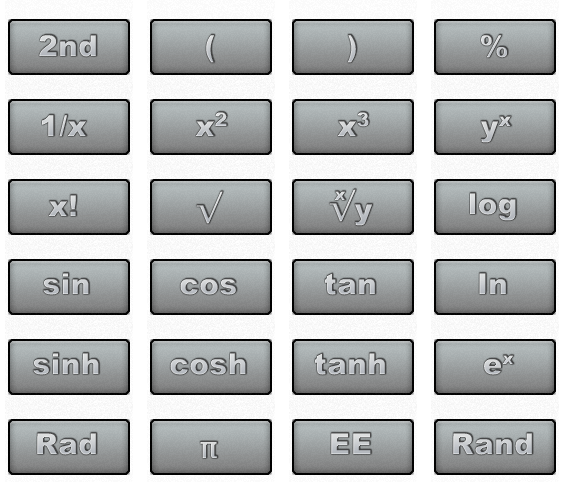 2nd ( ) %
1/x x² x³ yˣ
x! √ ˣ√y log
sin cos tan ln
sinh cosh tanh eˣ
Rad π EE Rand